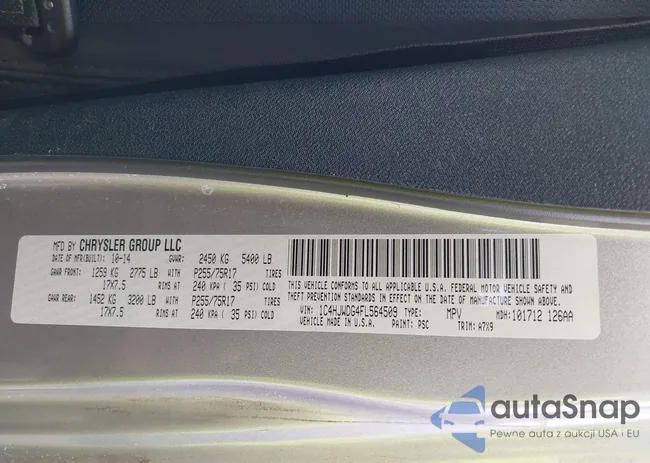 MFD BY CHRYSLER GROUP LLC
DATE OF MFR(BUILT): 10-14 GVWR: 2450 KG 5400 LB
GAWR FRONT: 1259 KG 2775 LB WITH P255/75R17 TIRES
17X7.5 RIMS AT 240 KPA ( 35 PSI) COLD
GAWR REAR: 1452 KG 3200 LB WITH P255/75R17 TIRES
17X7.5 RIMS AT 240 KPA ( 35 PSI) COLD
THIS VEHICLE CONFORMS TO ALL APPLICABLE U.S.A. FEDERAL MOTOR VEHICLE SAFETY,
BUMPER, AND THEFT PREVENTION
STANDARDS IN EFFECT ON THE DATE OF MANUFACTURE SHOWN ABOVE.
VIN: 1C4HJWDG4FL564509 TYPE: MPV MDH: 101712 126AA
VEHICLE MADE IN U.S.A. PAINT: PSC TRIM: A7X9
autaSnap
Pewne auta z aukcji USA i EU